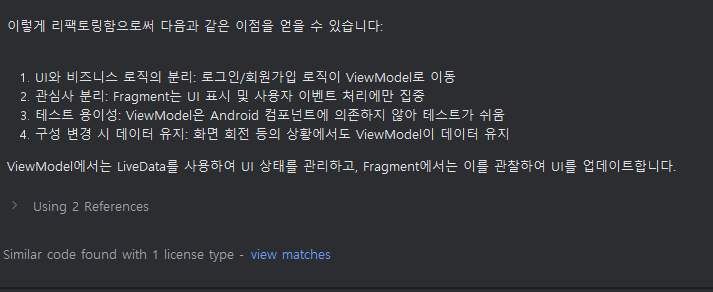 이렇게 리팩토링함으로써 다음과 같은 이점을 얻을 수 있습니다:
1. UI와 비즈니스 로직의 분리: 로그인/회원가입 로직이 ViewModel로 이동
2. 관심사 분리: Fragment는 UI 표시 및 사용자 이벤트 처리에만 집중
3. 테스트 용이성: ViewModel은 Android 컴포넌트에 의존하지 않아 테스트가 쉬움
4. 구성 변경 시 데이터 유지: 화면 회전 등의 상황에서도 ViewModel이 데이터 유지
ViewModel에서는 LiveData를 사용하여 UI 상태를 관리하고, Fragment에서는 이를 관찰하여 UI를 업데이트합니다.
Using 2 References
Similar code found with 1 license type - view matches